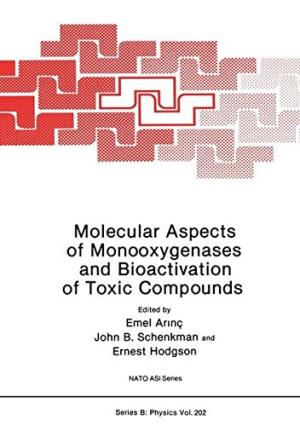 Molecular Aspects
of Monooxygenases
and Bioactivation
of Toxic Compounds
Edited by
Emel Arınç
John B. Schenkman and
Ernest Hodgson
NATO ASI Series
Series B: Physics Vol. 202